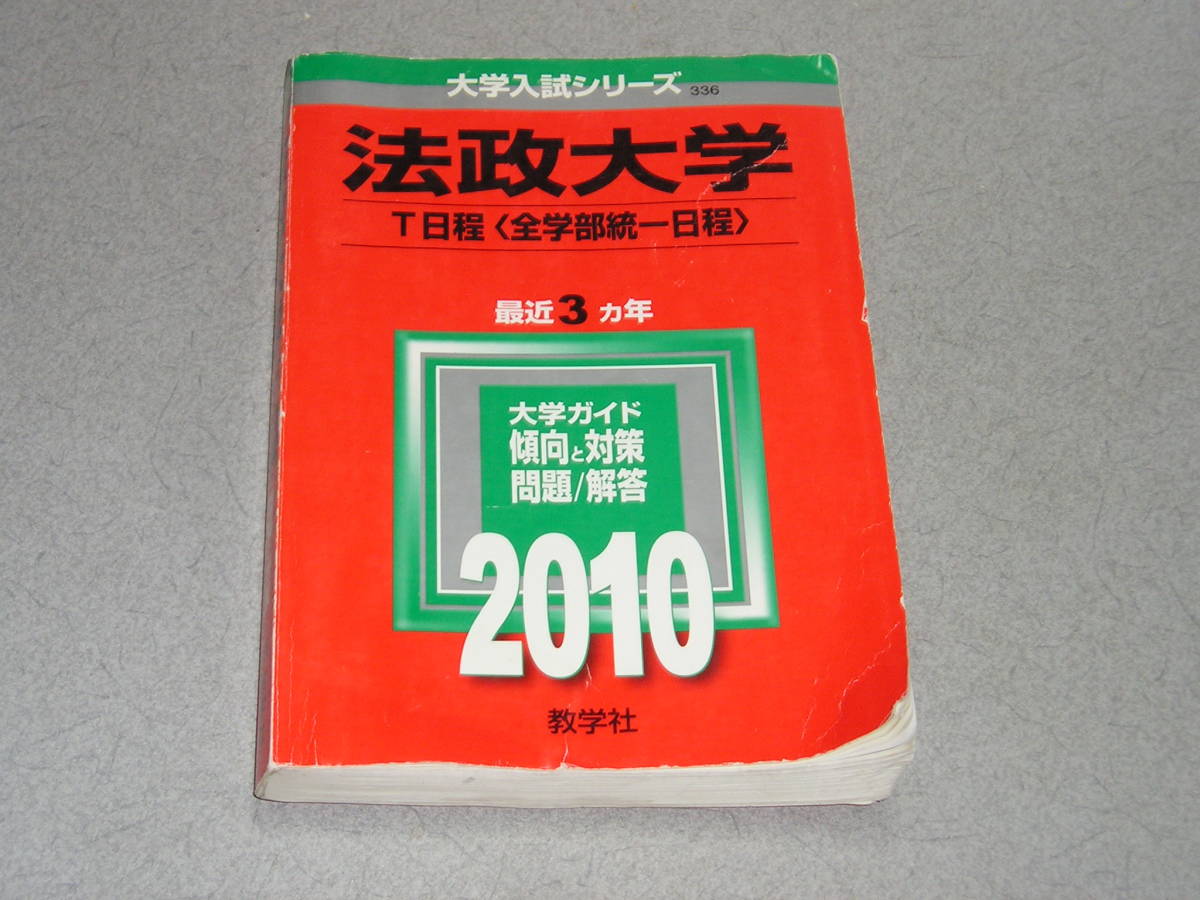 大学入試シリーズ 336
法政大学
T日程〈全学部統一日程〉
最近3ヵ年
大学ガイド
傾向と対策
問題/解答
2010
教学社